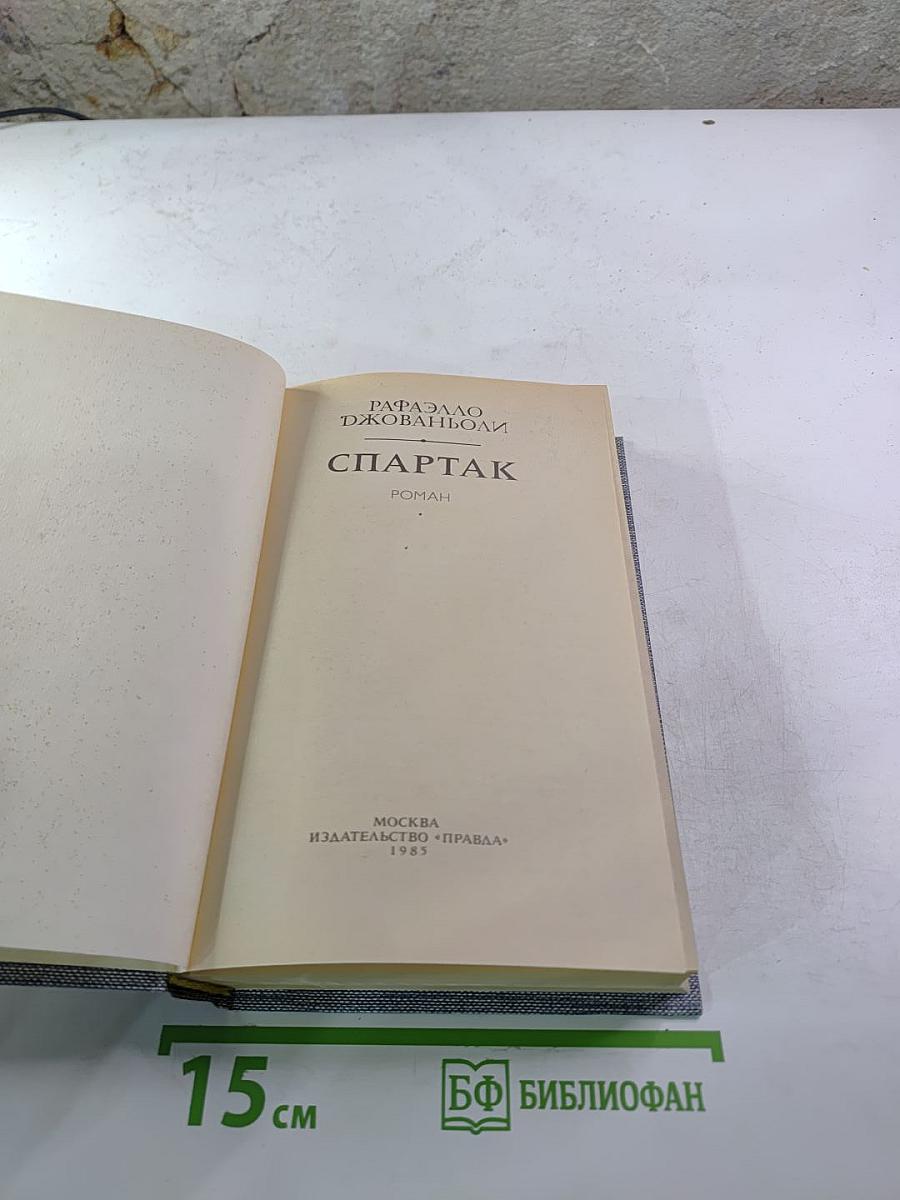 РАФАЭЛЛО
ДЖОВАНЬОЛИ
СПАРТАК
РОМАН
МОСКВА
ИЗДАТЕЛЬСТВО «ПРАВДА»
1985
15 СМ
БФ БИБЛИОФАН